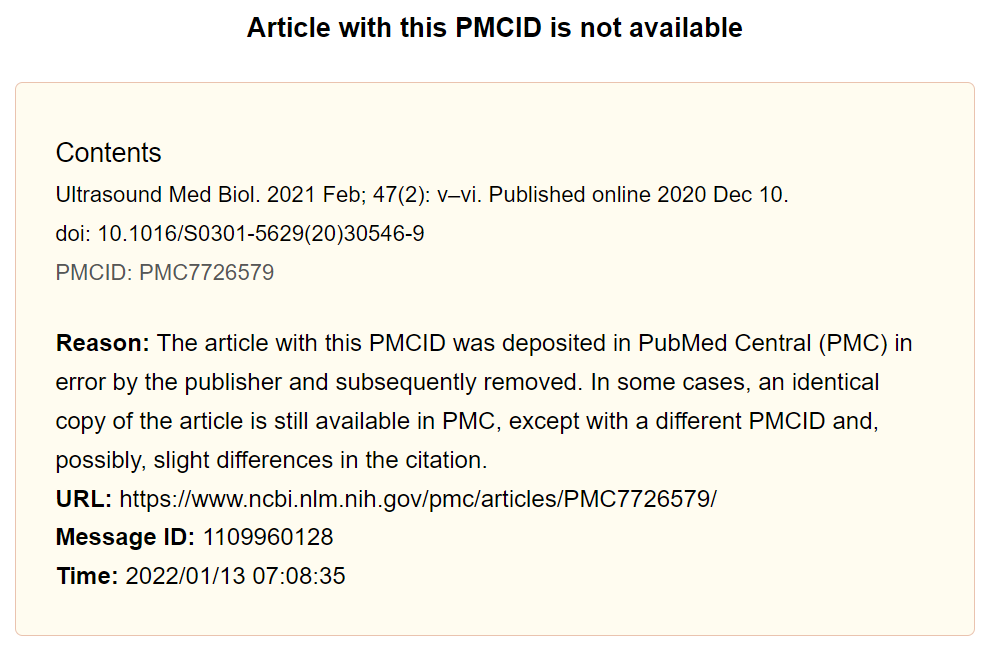 Article with this PMCID is not available
Contents
Ultrasound Med Biol. 2021 Feb; 47(2): v–vi. Published online 2020 Dec 10.
doi: 10.1016/S0301-5629(20)30546-9
PMCID: PMC7726579
Reason: The article with this PMCID was deposited in PubMed Central (PMC) in
error by the publisher and subsequently removed. In some cases, an identical
copy of the article is still available in PMC, except with a different PMCID and,
possibly, slight differences in the citation.
URL: https://www.ncbi.nlm.nih.gov/pmc/articles/PMC7726579/
Message ID: 1109960128
Time: 2022/01/13 07:08:35